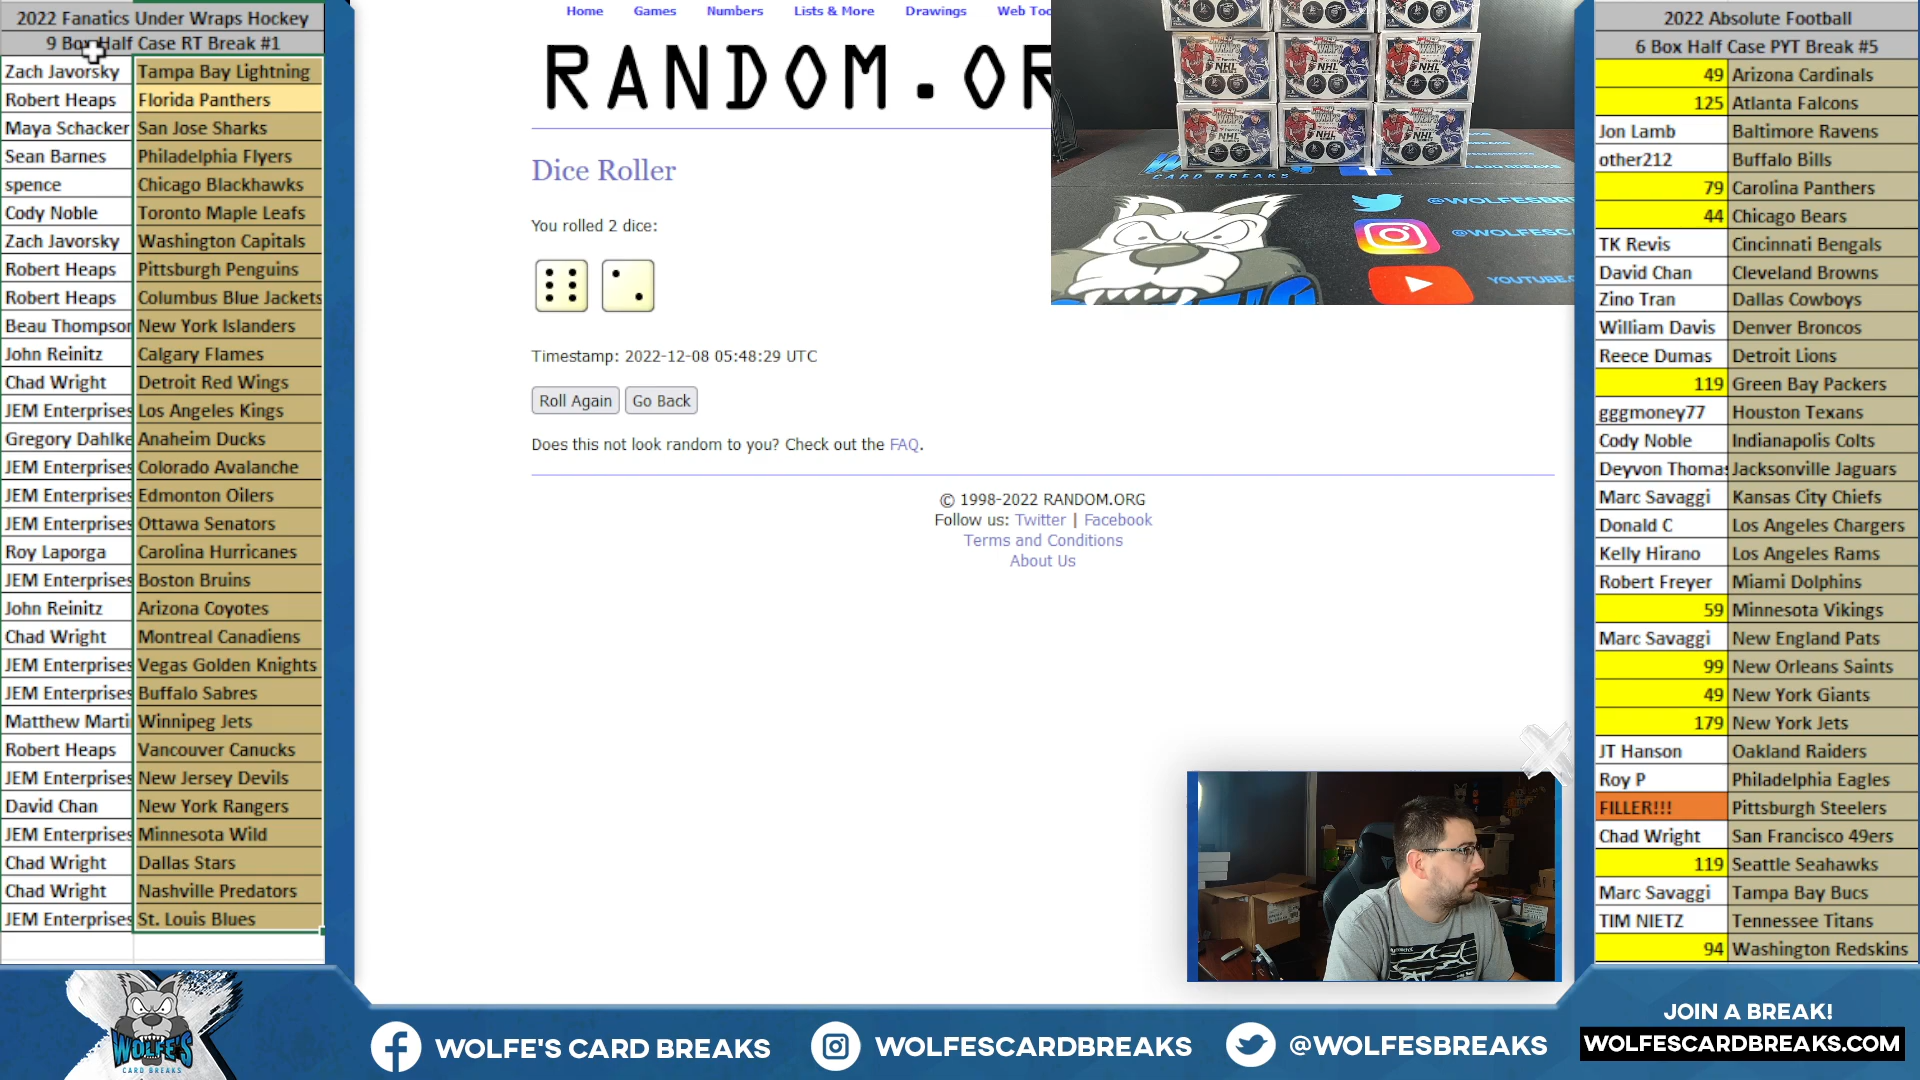 2022 Fanatics Under Wraps Hockey
9 Box Half Case RT Break #1
Zach Javorsky Tampa Bay Lightning
Robert Heaps Florida Panthers
Maya Schacker San Jose Sharks
Sean Barnes Philadelphia Flyers
spence Chicago Blackhawks
Cody Noble Toronto Maple Leafs
Zach Javorsky Washington Capitals
Robert Heaps Pittsburgh Penguins
Robert Heaps Columbus Blue Jackets
Beau Thompson New York Islanders
John Reinitz Calgary Flames
Chad Wright Detroit Red Wings
JEM Enterprises Los Angeles Kings
Gregory Dahlke Anaheim Ducks
JEM Enterprises Colorado Avalanche
JEM Enterprises Edmonton Oilers
JEM Enterprises Ottawa Senators
Roy Laporga Carolina Hurricanes
JEM Enterprises Boston Bruins
John Reinitz Arizona Coyotes
Chad Wright Montreal Canadiens
JEM Enterprises Vegas Golden Knights
JEM Enterprises Buffalo Sabres
Matthew Marti Winnipeg Jets
Robert Heaps Vancouver Canucks
JEM Enterprises New Jersey Devils
David Chan New York Rangers
JEM Enterprises Minnesota Wild
Chad Wright Dallas Stars
Chad Wright Nashville Predators
JEM Enterprises St. Louis Blues
Home Games Numbers Lists & More Drawings Web Too
RANDOM.OR
Dice Roller
You rolled 2 dice:
Timestamp: 2022-12-08 05:48:29 UTC
Roll Again Go Back
Does this not look random to you? Check out the FAQ.
© 1998-2022 RANDOM.ORG
Follow us: Twitter | Facebook
Terms and Conditions
About Us
WRAPS
NHL
CARD BREAKS
@WOLFESBRE
@WOLFESC
YOUTUBE.
2022 Absolute Football
6 Box Half Case PYT Break #5
49 Arizona Cardinals
125 Atlanta Falcons
Jon Lamb Baltimore Ravens
other212 Buffalo Bills
79 Carolina Panthers
44 Chicago Bears
TK Revis Cincinnati Bengals
David Chan Cleveland Browns
Zino Tran Dallas Cowboys
William Davis Denver Broncos
Reece Dumas Detroit Lions
119 Green Bay Packers
gggmoney77 Houston Texans
Cody Noble Indianapolis Colts
Deyvon Thomas Jacksonville Jaguars
Marc Savaggi Kansas City Chiefs
Donald C Los Angeles Chargers
Kelly Hirano Los Angeles Rams
Robert Freyer Miami Dolphins
59 Minnesota Vikings
Marc Savaggi New England Pats
99 New Orleans Saints
49 New York Giants
179 New York Jets
JT Hanson Oakland Raiders
Roy P Philadelphia Eagles
FILLER!!! Pittsburgh Steelers
Chad Wright San Francisco 49ers
119 Seattle Seahawks
Marc Savaggi Tampa Bay Bucs
TIM NIETZ Tennessee Titans
94 Washington Redskins
WOLFE'S
CARD BREAKS
WOLFE'S CARD BREAKS
WOLFESCARDBREAKS
@WOLFESBREAKS
JOIN A BREAK!
WOLFESCARDBREAKS.COM